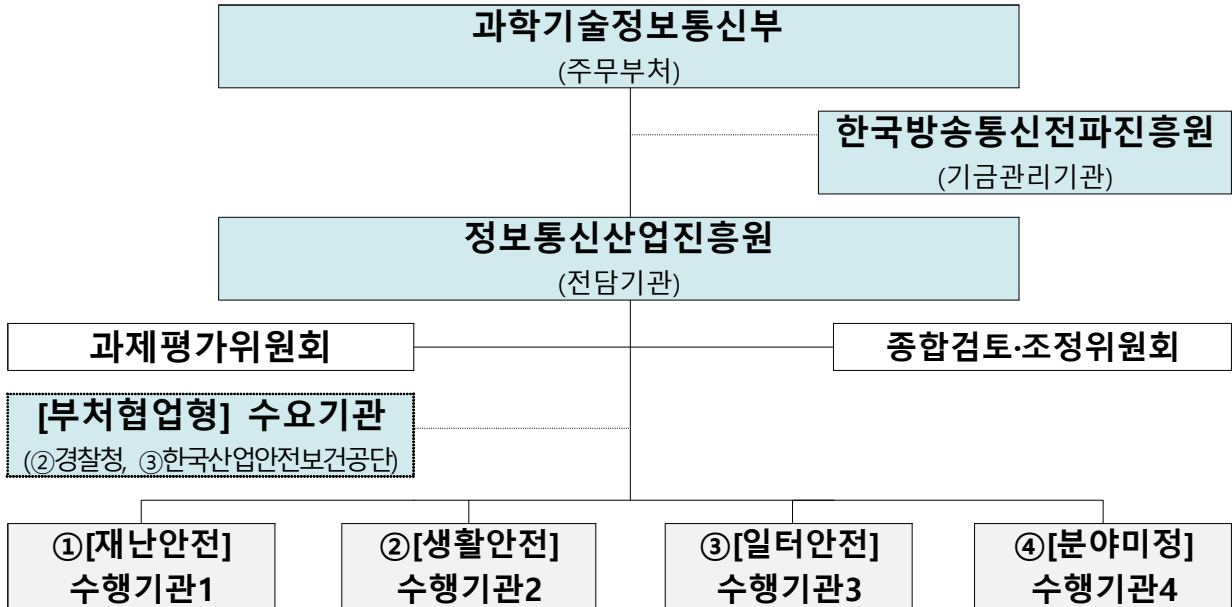 과학기술정보통신부
(주무부처)
한국방송통신전파진흥원
(기금관리기관)
정보통신산업진흥원
(전담기관)
과제평가위원회
종합검토·조정위원회
[부처협업형] 수요기관
(②경찰청, ③한국산업안전보건공단)
①[재난안전]
수행기관1
②[생활안전]
수행기관2
③[일터안전]
수행기관3
④[분야미정]
수행기관4